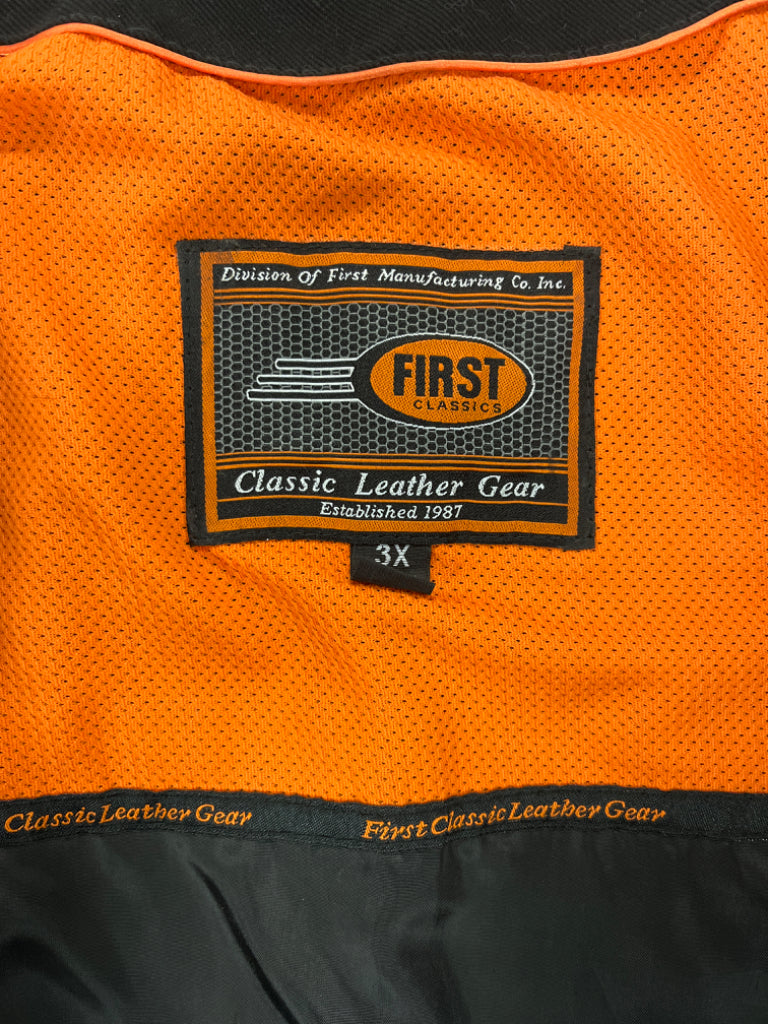 Division Of First Manufacturing Co. Inc.
FIRST
CLASSICS
Classic Leather Gear
Established 1987
3X
Classic Leather Gear
First Classic Leather Gear